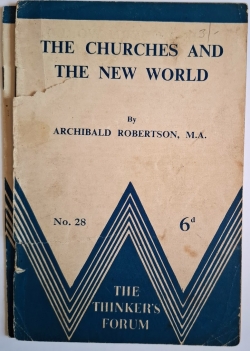 THE CHURCHES AND
THE NEW WORLD
By
ARCHIBALD ROBERTSON, M.A.
No. 28
6d
THE
THINKER'S
FORUM